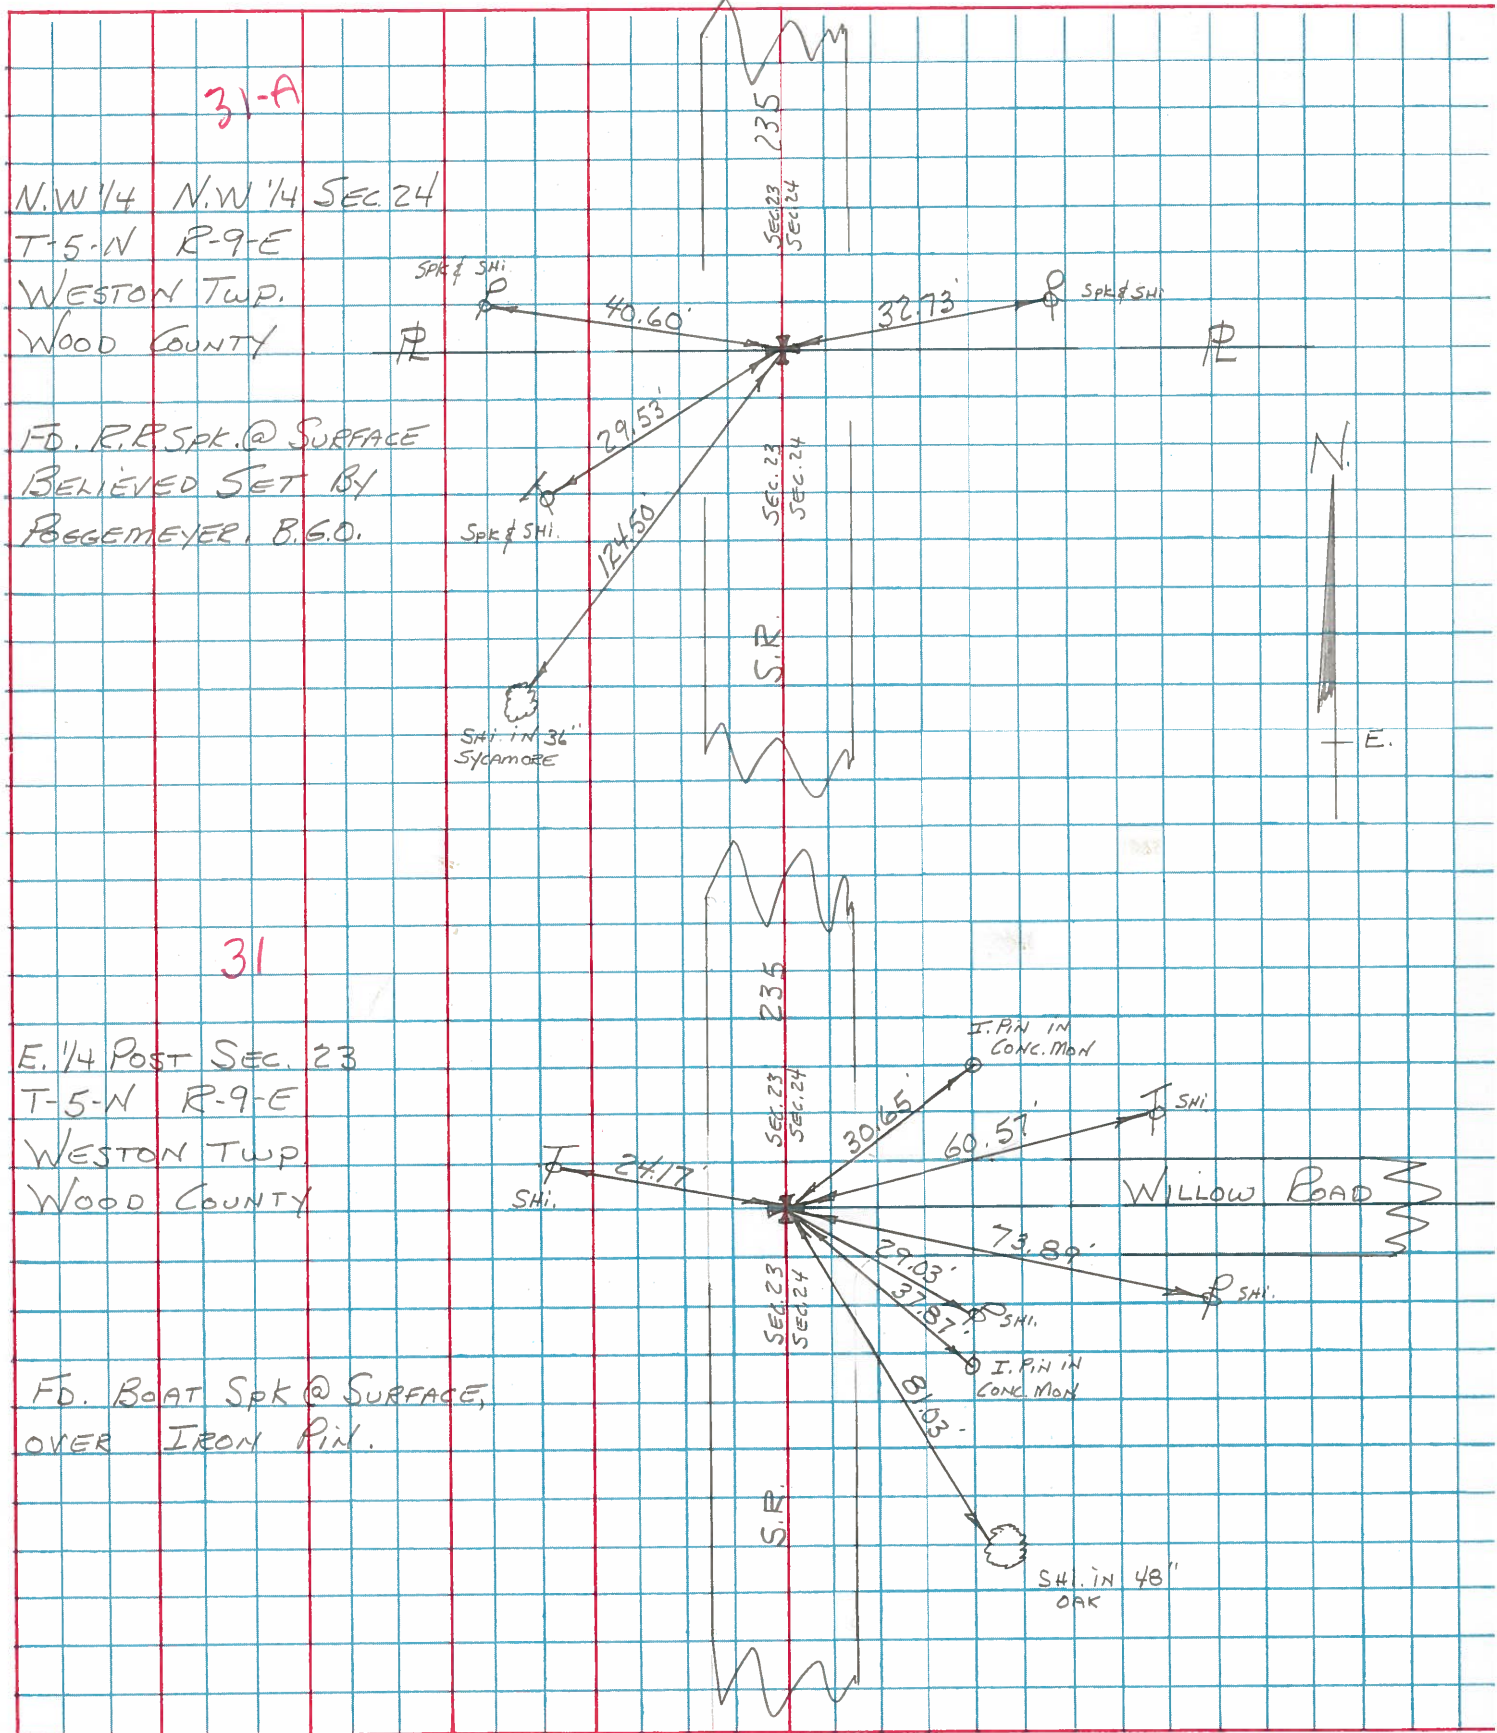 31-A
N.W 1/4 N.W 1/4 SEC. 24
T-5-N R-9-E
WESTON TWP.
WOOD COUNTY
FD. R.R SPK. @ SURFACE
BELIEVED SET BY
POGGEMEYER. B.G.O.
235
SEC. 23
SEC. 24
SPK & SHI.
40.60'
32.73'
SPK & SHI.
PL
PL
29.53'
SPK & SHI.
SEC. 23
SEC. 24
124.50'
S.R.
SHI. IN 36"
SYCAMORE
N.
E.
31
E. 1/4 POST SEC. 23
T-5-N R-9-E
WESTON TWP.
WOOD COUNTY
FD. BOAT SPK @ SURFACE,
OVER IRON PIN.
235
SEC. 23
SEC. 24
I. PIN IN
CONC. MON
30.65'
60.57'
SHI.
24.17'
SHI.
WILLOW ROAD
73.89'
SHI.
29.03'
SHI.
37.87'
I. PIN IN
CONC. MON
SEC. 23
SEC. 24
81.03'
S.R.
SHI. IN 48"
OAK